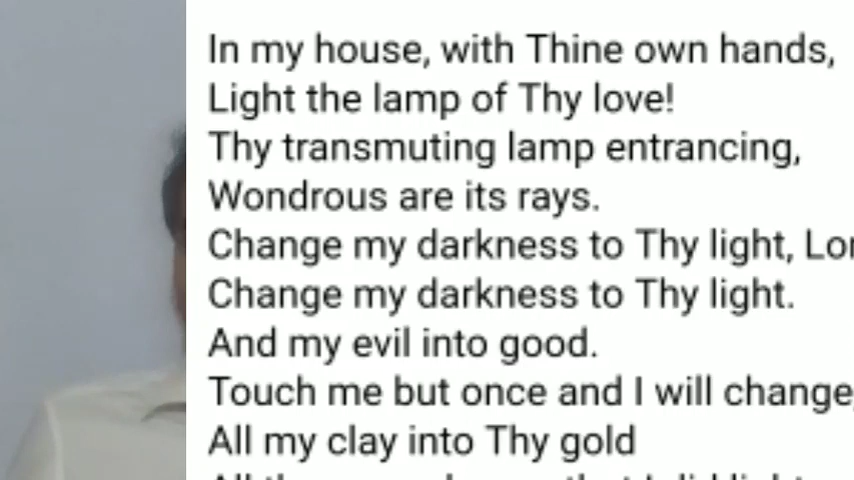 In my house, with Thine own hands,
Light the lamp of Thy love!
Thy transmuting lamp entrancing,
Wondrous are its rays.
Change my darkness to Thy light,
Change my darkness to Thy light.
And my evil into good.
Touch me but once and I will change
All my clay into Thy gold